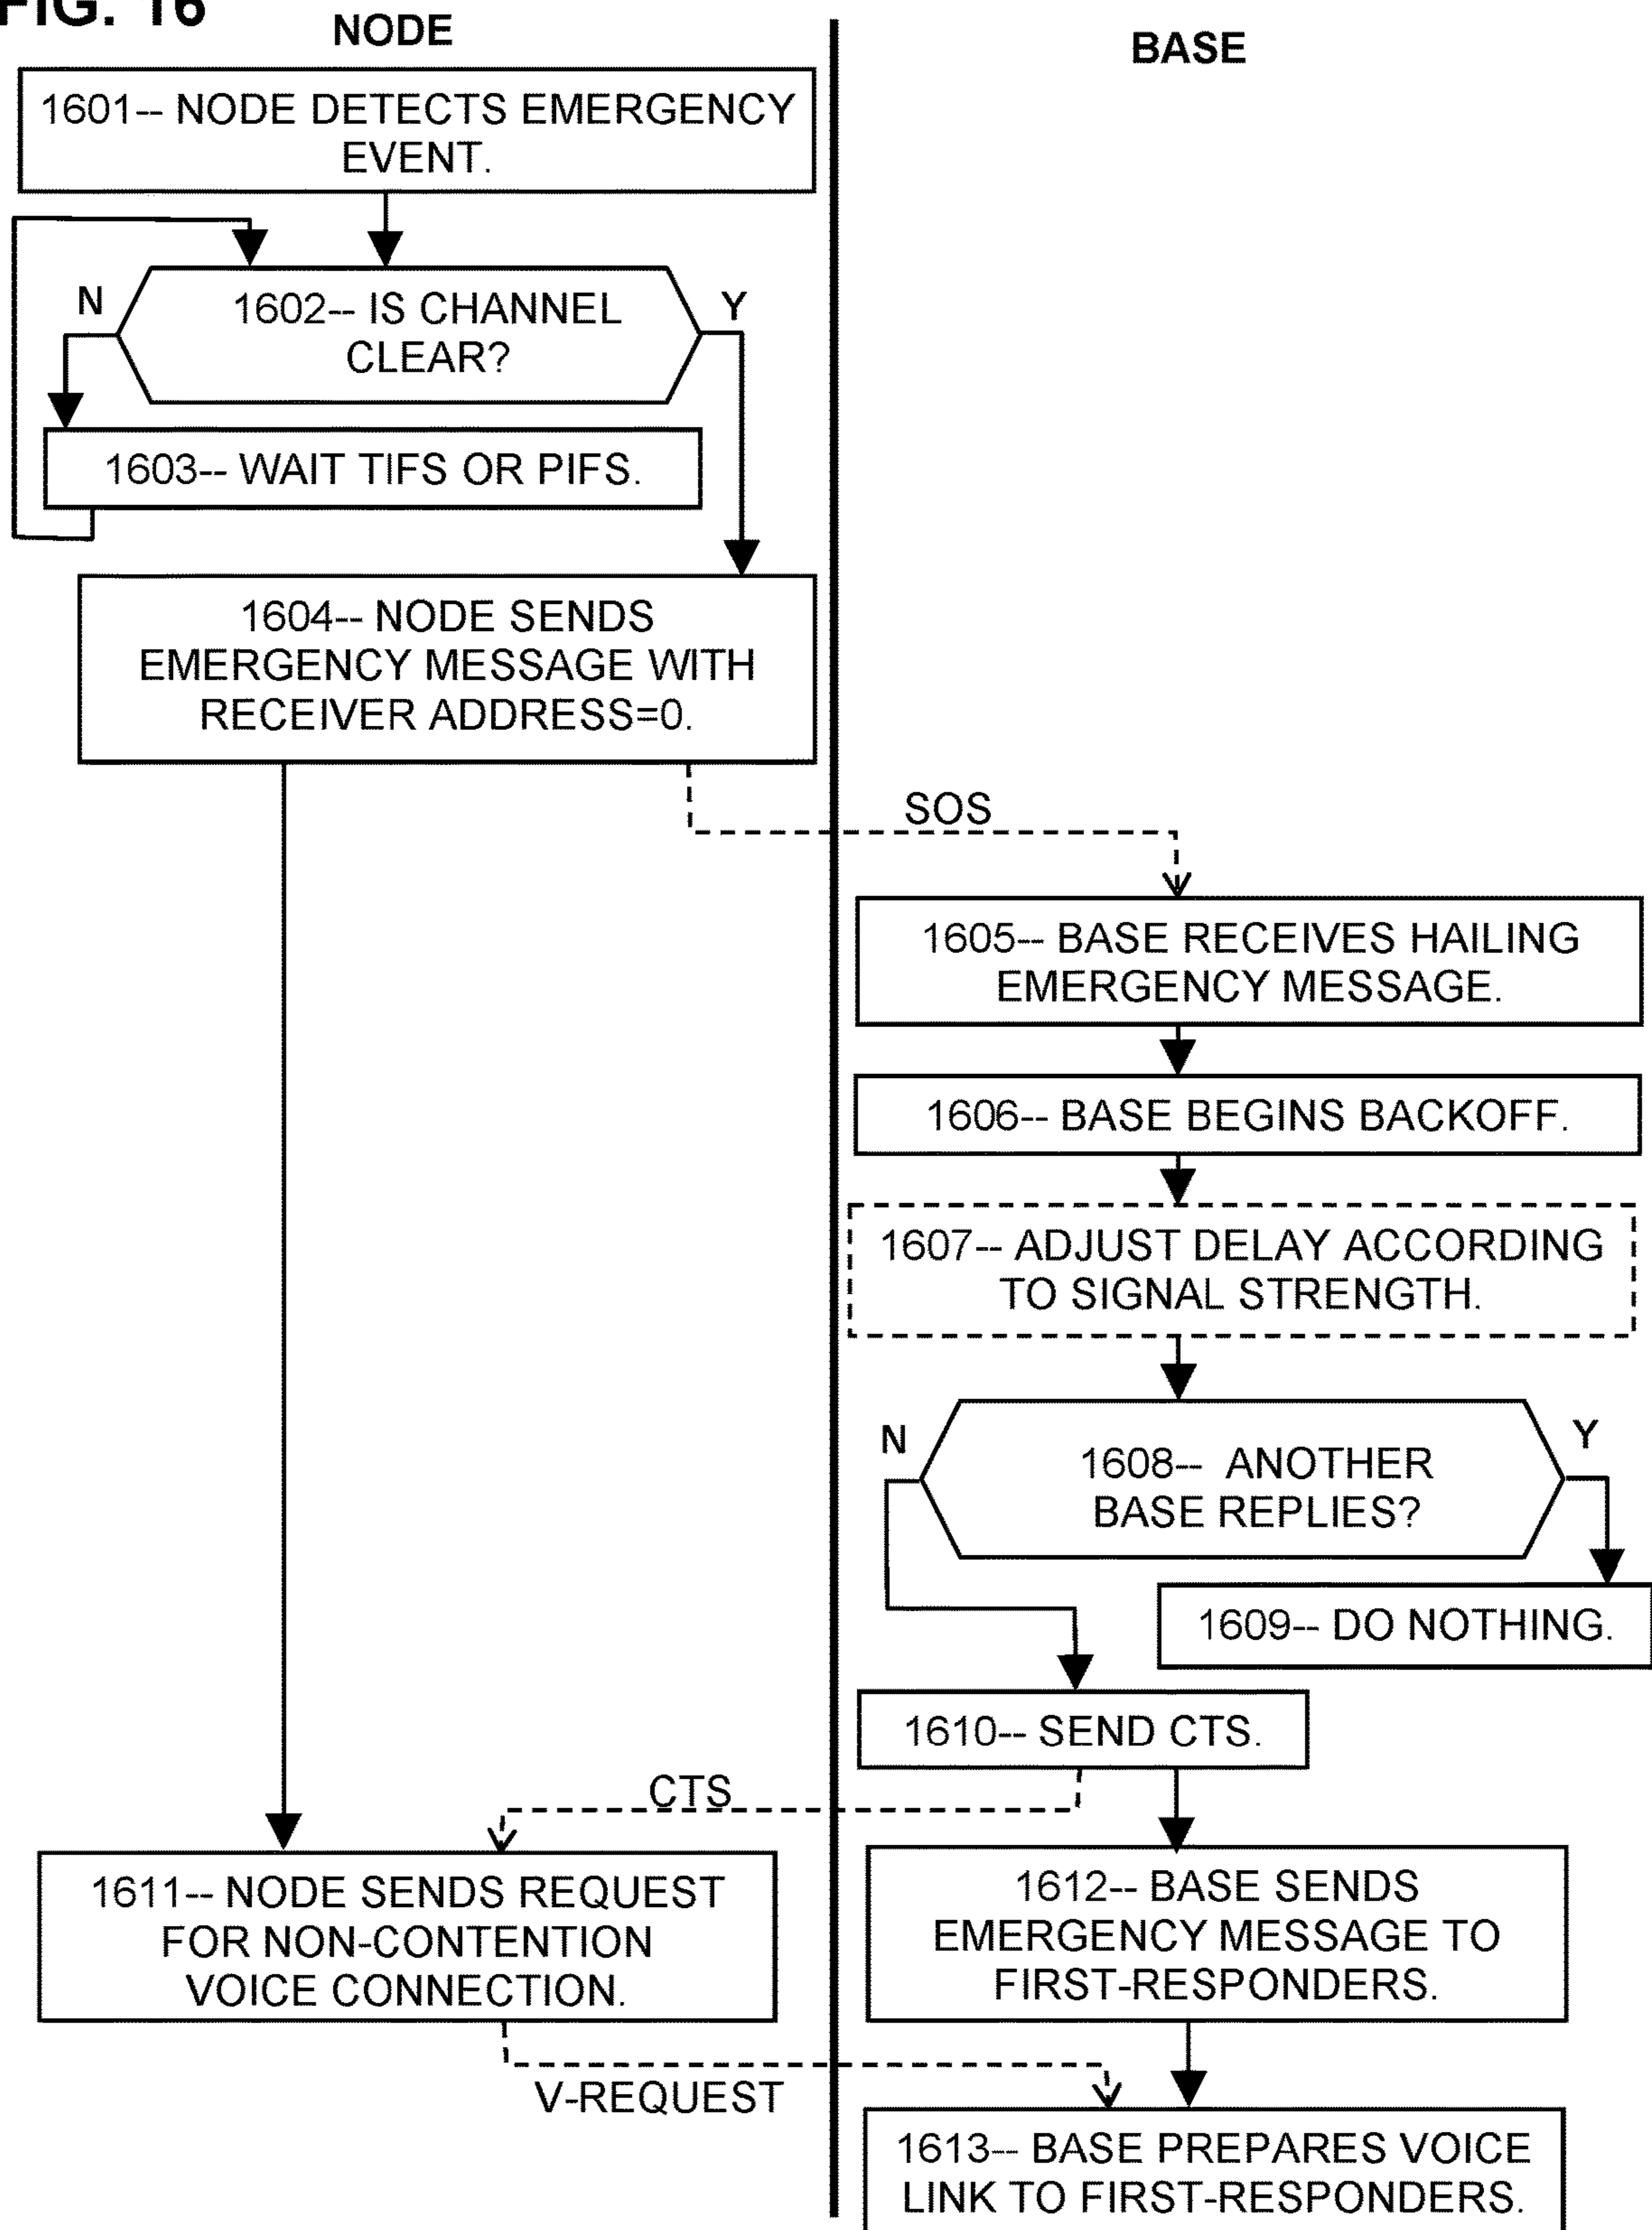 FIG. 16
NODE
BASE
1601-- NODE DETECTS EMERGENCY
EVENT.
N
1602-- IS CHANNEL
CLEAR?
Y
1603-- WAIT TIFS OR PIFS.
1604-- NODE SENDS
EMERGENCY MESSAGE WITH
RECEIVER ADDRESS=0.
SOS
1605-- BASE RECEIVES HAILING
EMERGENCY MESSAGE.
1606-- BASE BEGINS BACKOFF.
1607-- ADJUST DELAY ACCORDING
TO SIGNAL STRENGTH.
N
1608-- ANOTHER
BASE REPLIES?
Y
1609-- DO NOTHING.
1610-- SEND CTS.
CTS
1611-- NODE SENDS REQUEST
FOR NON-CONTENTION
VOICE CONNECTION.
1612-- BASE SENDS
EMERGENCY MESSAGE TO
FIRST-RESPONDERS.
V-REQUEST
1613-- BASE PREPARES VOICE
LINK TO FIRST-RESPONDERS.